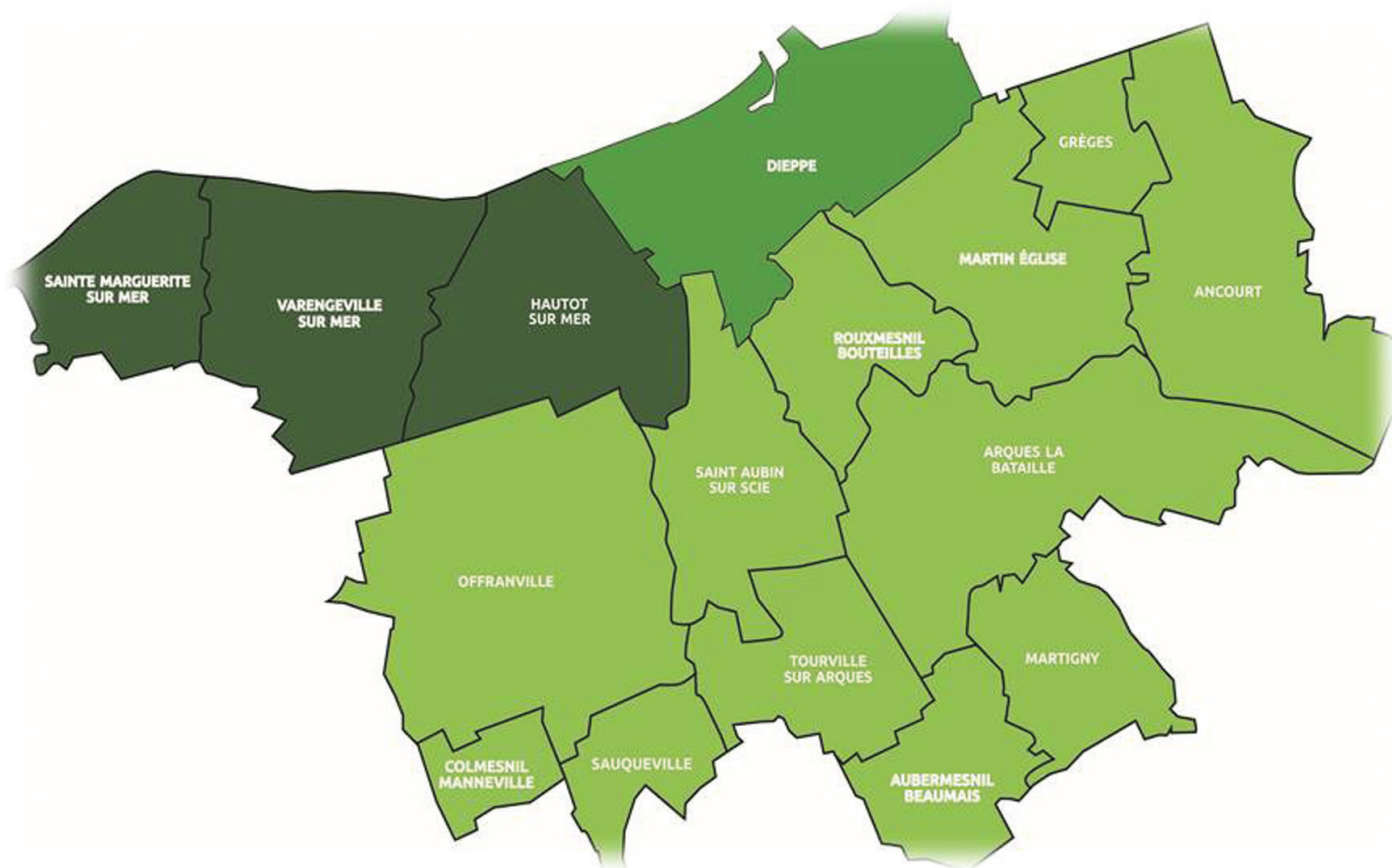 DIEPPE
GRÈGES
SAINTE MARGUERITE
SUR MER
VARENGEVILLE
SUR MER
HAUTOT
SUR MER
MARTIN ÉGLISE
ANCOURT
ROUXMESNIL
BOUTEILLES
SAINT AUBIN
SUR SCIE
ARQUES LA
BATAILLE
OFFRANVILLE
TOURVILLE
SUR ARQUES
MARTIGNY
COLMESNIL
MANNEVILLE
SAUQUEVILLE
AUBERMESNIL
BEAUMAIS